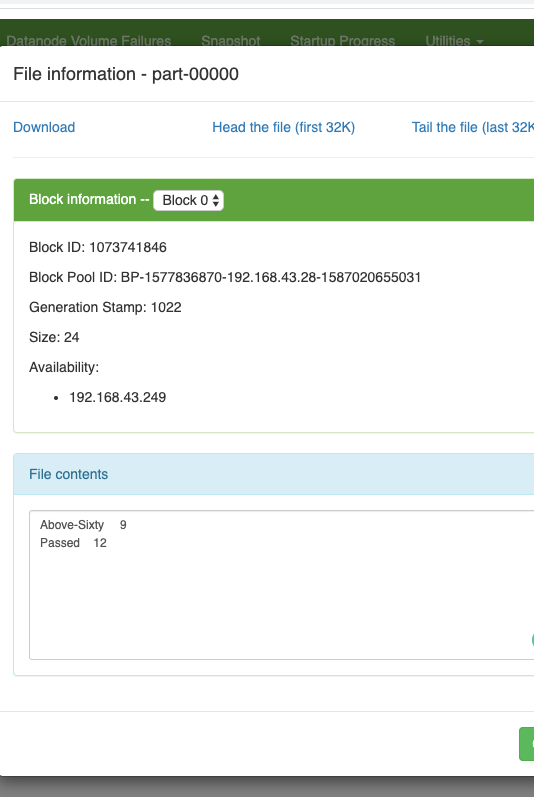 Datanode Volume Failures Snapshot Startup Progress Utilities
File information - part-00000
Download Head the file (first 32K) Tail the file (last 32K
Block information -- Block 0
Block ID: 1073741846
Block Pool ID: BP-1577836870-192.168.43.28-1587020655031
Generation Stamp: 1022
Size: 24
Availability:
• 192.168.43.249
File contents
Above-Sixty 9
Passed 12